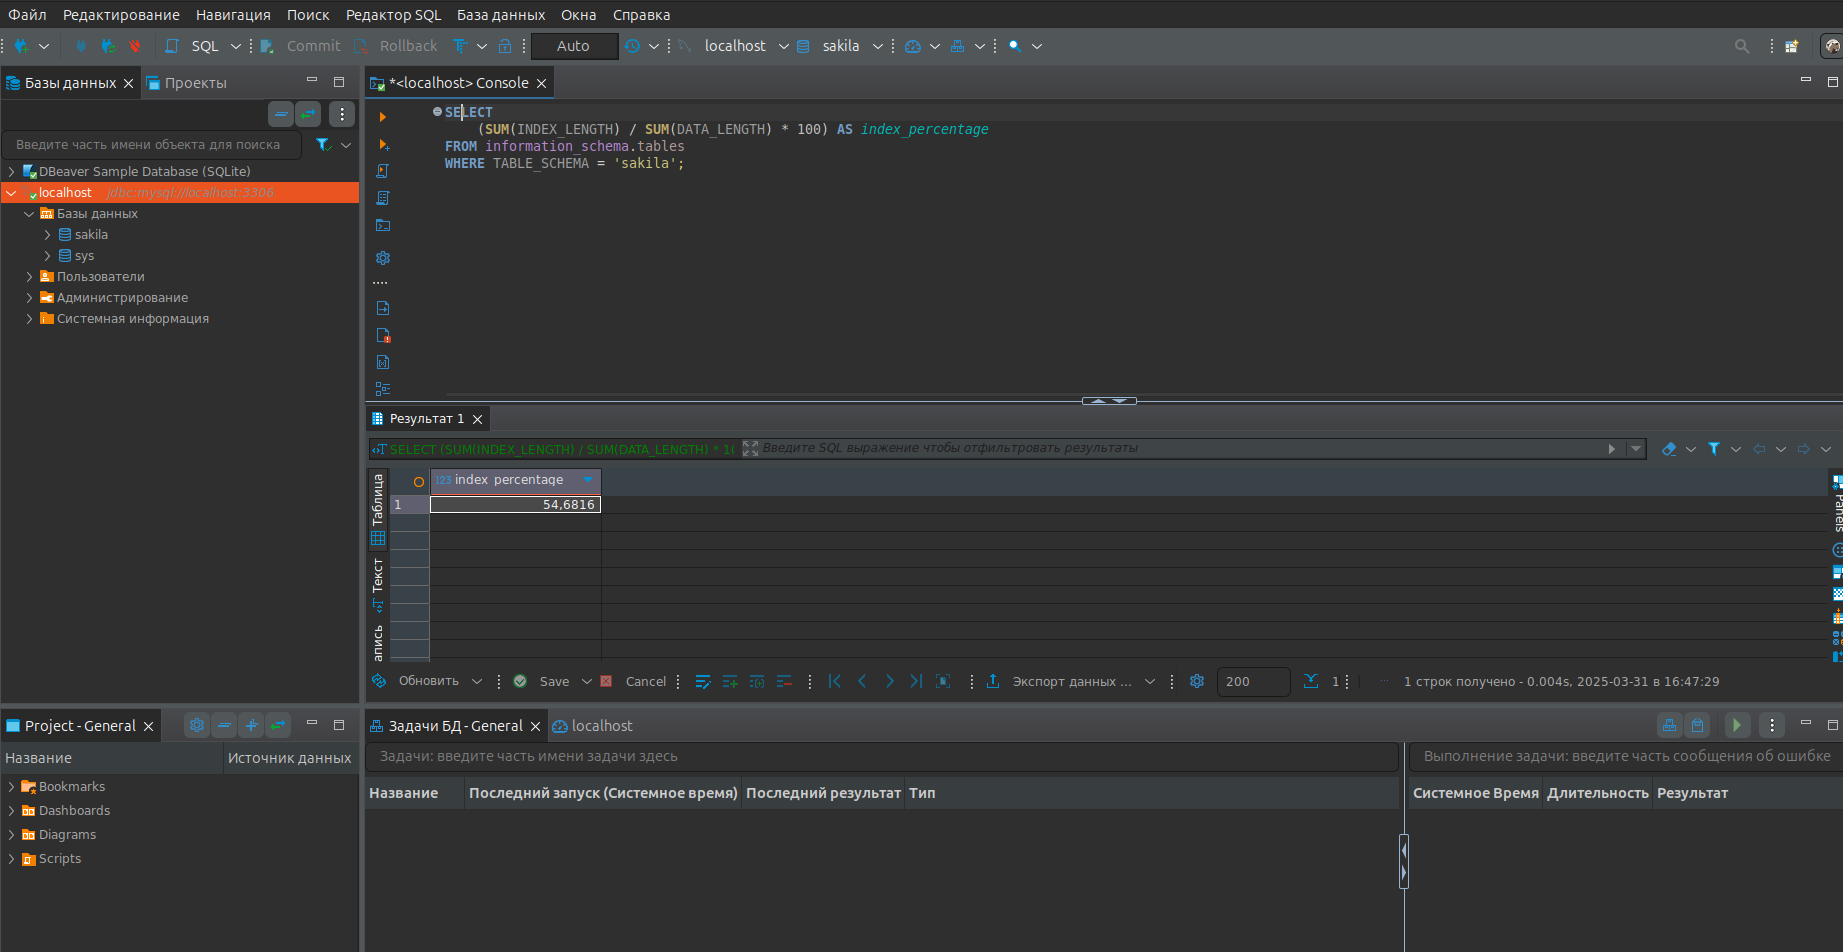 Файл Редактирование Навигация Поиск Редактор SQL База данных Окна Справка
SQL Commit Rollback Auto localhost sakila
Базы данных Проекты
Введите часть имени объекта для поиска
DBeaver Sample Database (SQLite)
localhost jdbc:mysql://localhost:3306
Базы данных
sakila
sys
Пользователи
Администрирование
Системная информация
*<localhost> Console
SELECT
(SUM(INDEX_LENGTH) / SUM(DATA_LENGTH) * 100) AS index_percentage
FROM information_schema.tables
WHERE TABLE_SCHEMA = 'sakila';
Результат 1
SELECT (SUM(INDEX_LENGTH) / SUM(DATA_LENGTH) * 1 Введите SQL выражение чтобы отфильтровать результаты
Таблица
Текст
апись
123 index_percentage
1 54,6816
Panels
Обновить Save Cancel Экспорт данных ... 200 1 1 строк получено - 0.004s, 2025-03-31 в 16:47:29
Project - General
Название Источник данных
Bookmarks
Dashboards
Diagrams
Scripts
Задачи БД - General localhost
Задачи: введите часть имени задачи здесь
Название Последний запуск (Системное время) Последний результат Тип
Выполнение задачи: введите часть сообщения об ошибке
Системное Время Длительность Результат